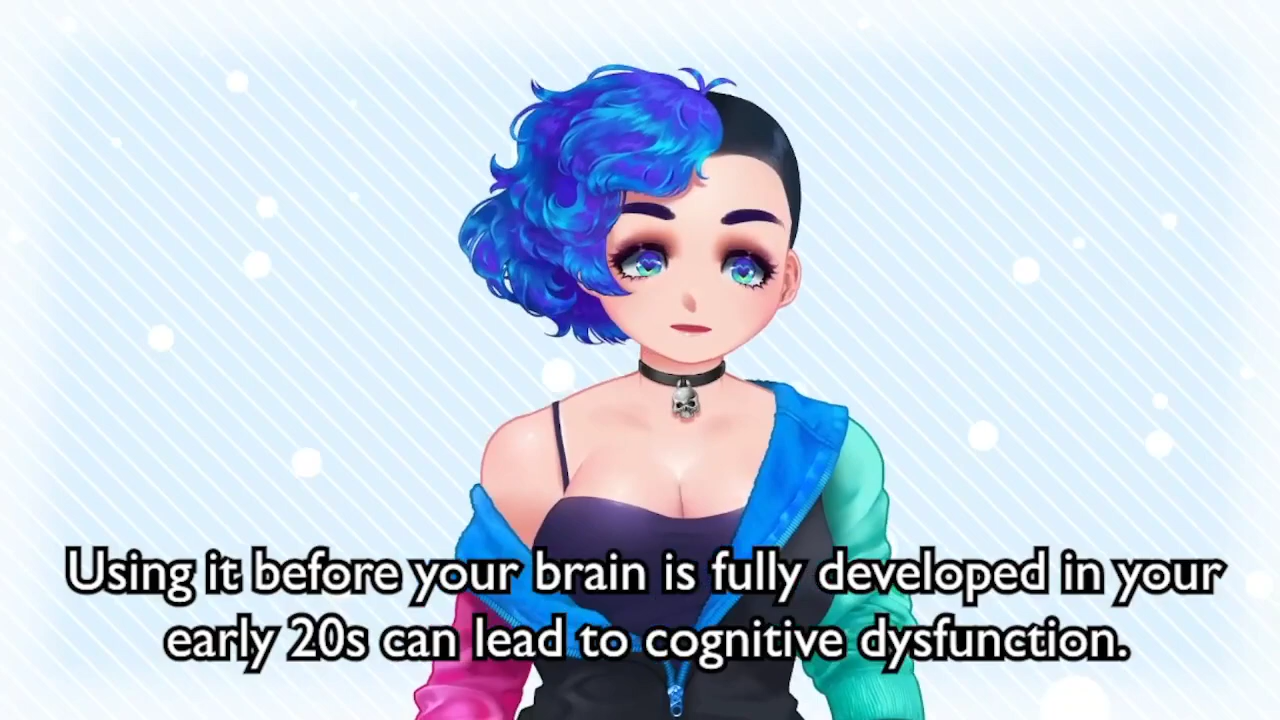 Using it before your brain is fully developed in your
early 20s can lead to cognitive dysfunction.